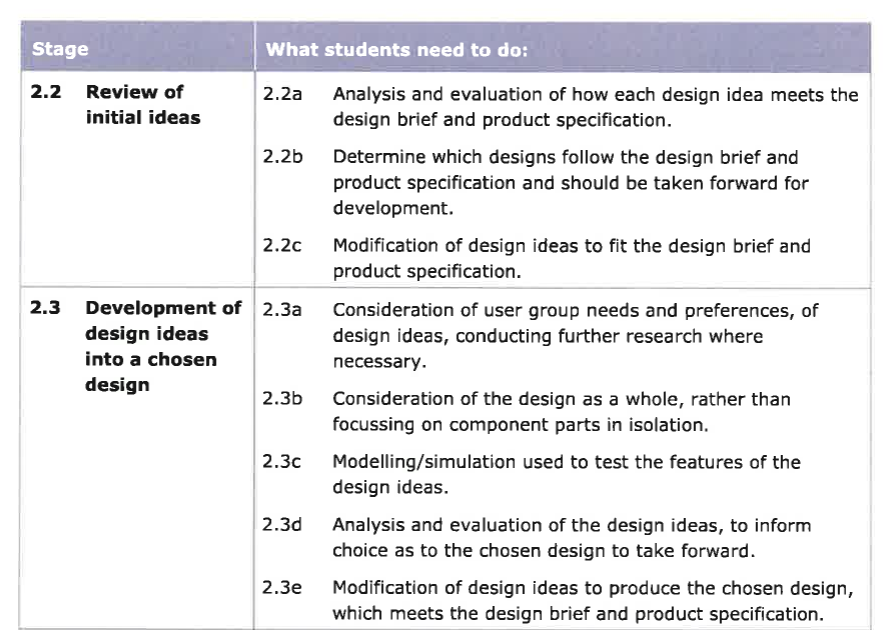 Stage What students need to do:
2.2 Review of initial ideas
2.2a Analysis and evaluation of how each design idea meets the
design brief and product specification.
2.2b Determine which designs follow the design brief and
product specification and should be taken forward for
development.
2.2c Modification of design ideas to fit the design brief and
product specification.
2.3 Development of
design ideas
into a chosen
design
2.3a Consideration of user group needs and preferences, of
design ideas, conducting further research where
necessary.
2.3b Consideration of the design as a whole, rather than
focussing on component parts in isolation.
2.3c Modelling/simulation used to test the features of the
design ideas.
2.3d Analysis and evaluation of the design ideas, to inform
choice as to the chosen design to take forward.
2.3e Modification of design ideas to produce the chosen design,
which meets the design brief and product specification.